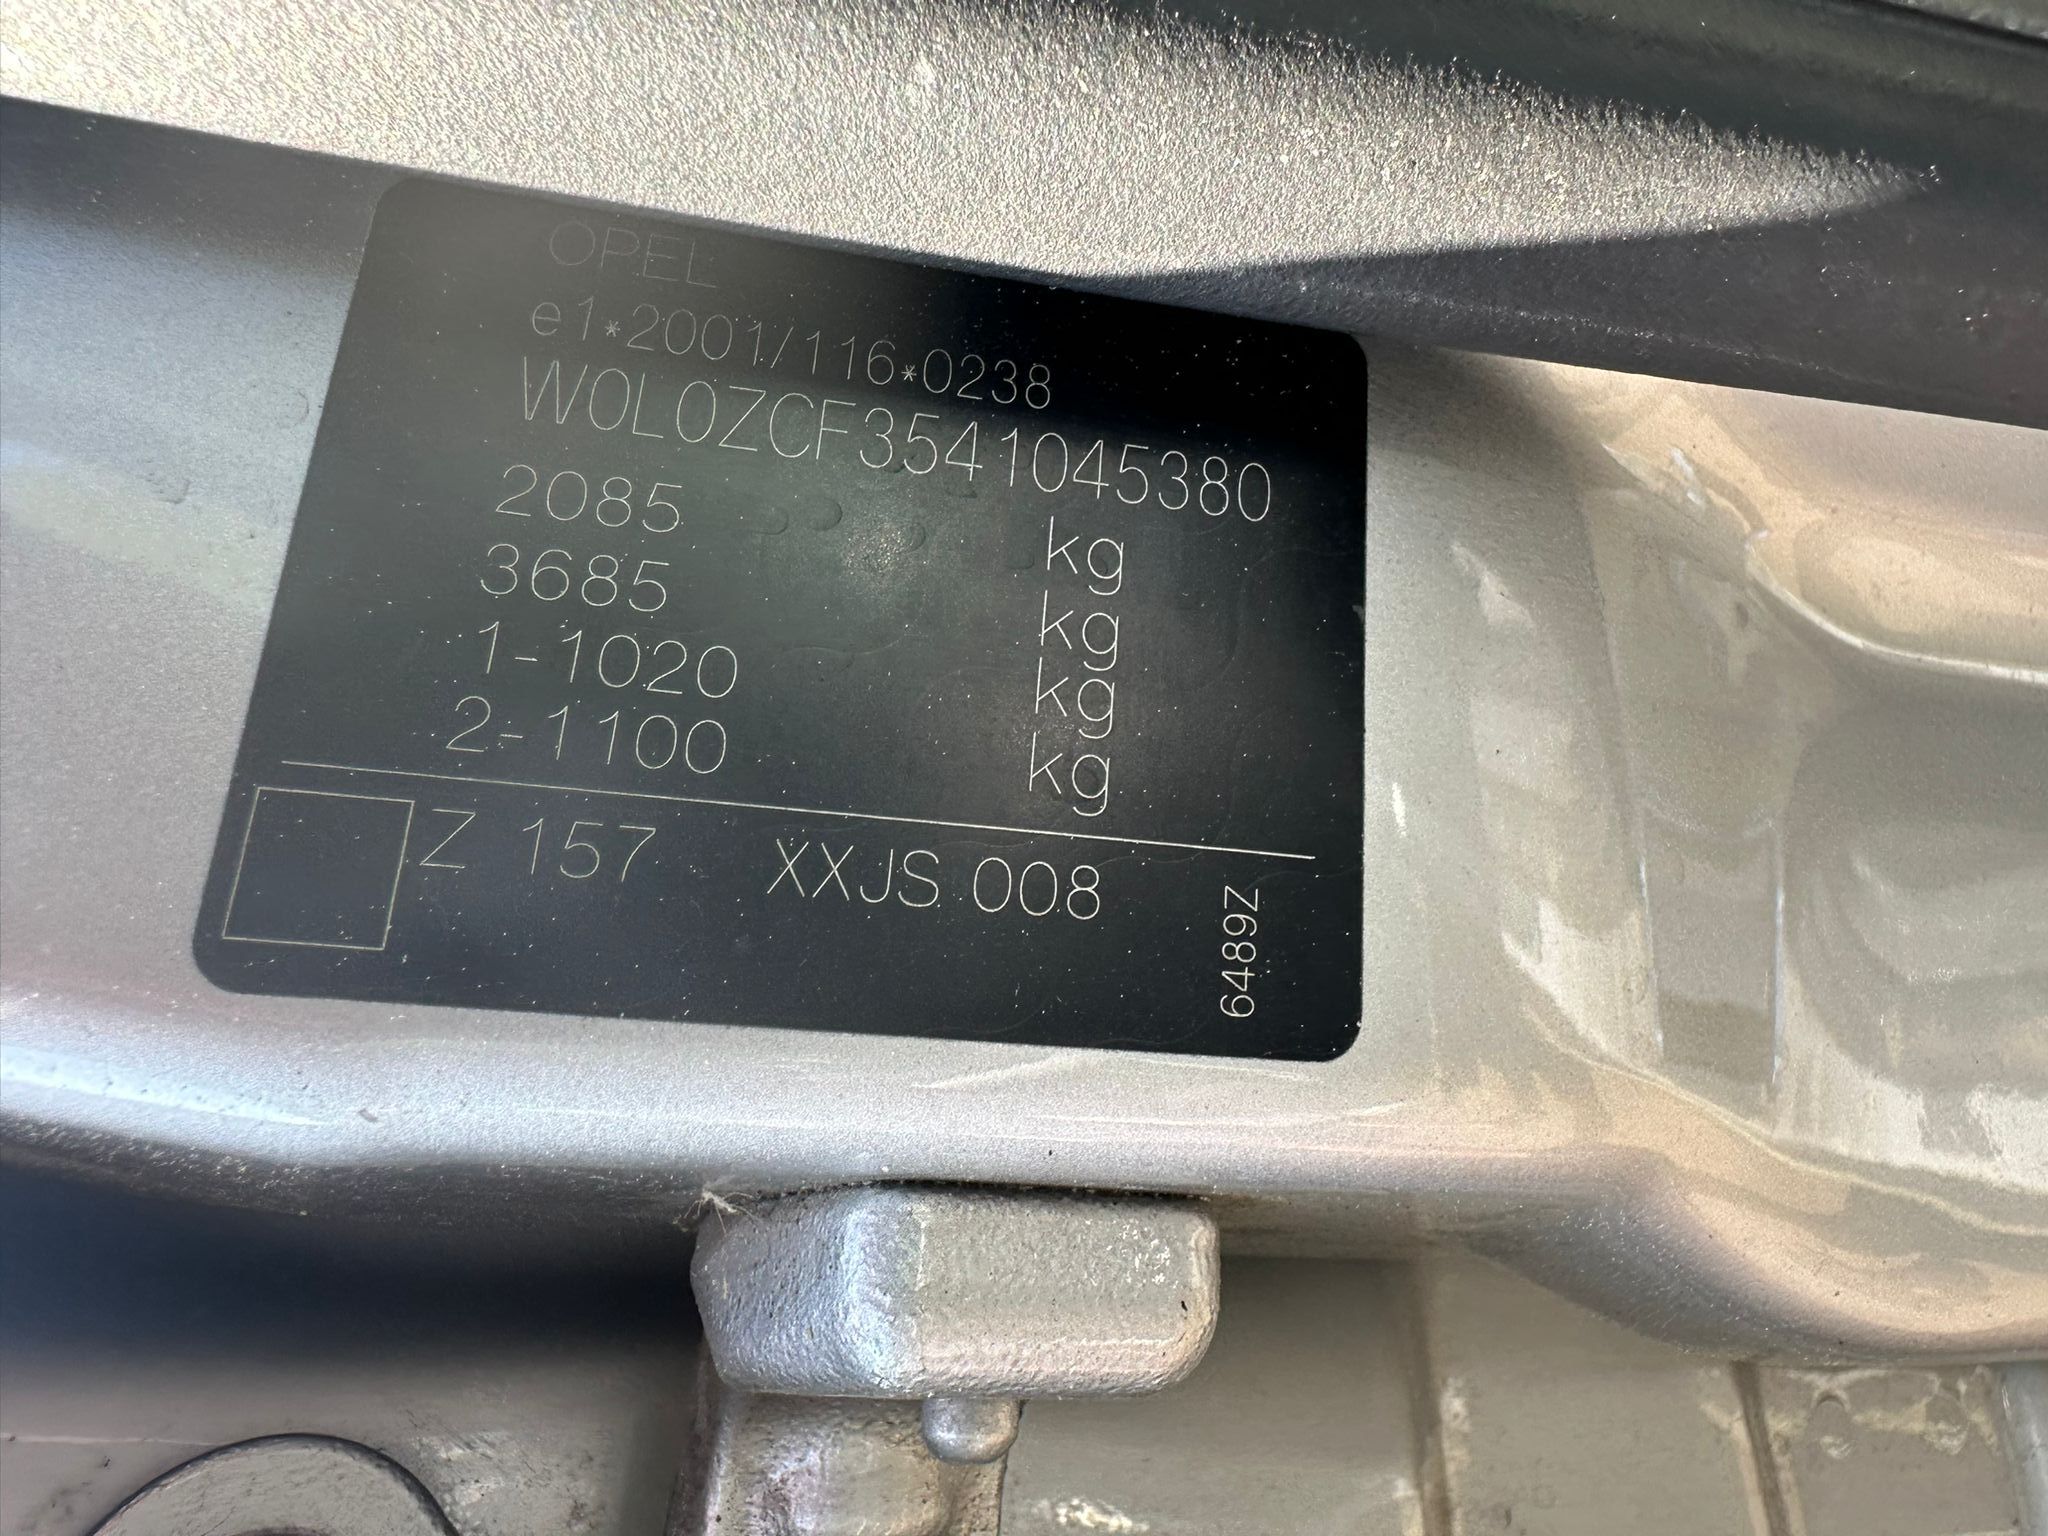 OPEL
e1*2001/116*0238
W0L0ZCF3541045380
2085 kg
3685 kg
1-1020 kg
2-1100 kg
Z 157 XXJS 008
6489Z